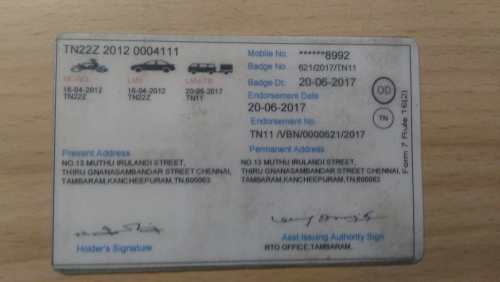 TN22Z 2012 0004111
Mobile No. ******8992
Badge No. 621/2017/TN11
MCWG LMV LMV-TR
Badge Dt. 20-06-2017
16-04-2012 16-04-2012 20-06-2017
TN22Z TN22Z TN11
Endorsement Date
20-06-2017
OD
Endorsement No.
TN
TN11 /VBN/0000621/2017
Form 7 Rule 16(2)
Present Address
NO.13 MUTHU IRULANDI STREET,
THIRU GNANASAMBANDAR STREET CHENNAI,
TAMBARAM,KANCHEEPURAM,TN,600063
Permanent Address
NO.13 MUTHU IRULANDI STREET,
THIRU GNANASAMBANDAR STREET CHENNAI,
TAMBARAM,KANCHEEPURAM,TN,600063
Holder's Signature
Asst Issuing Authority Sign
RTO OFFICE,TAMBARAM,